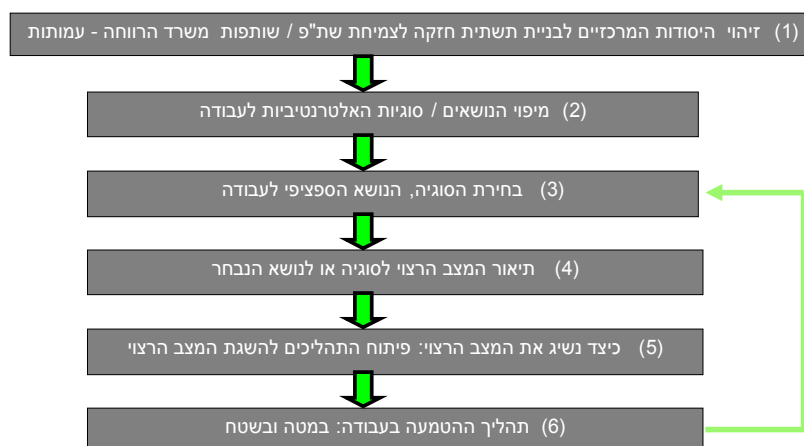 (1) זיהוי היסודות המרכזיים לבניית תשתית חזקה לצמיחת שת"פ / שותפות משרד הרווחה - עמותות
(2) מיפוי הנושאים / סוגיות האלטרנטיביות לעבודה
(3) בחירת הסוגיה, הנושא הספציפי לעבודה
(4) תיאור המצב הרצוי לסוגיה או לנושא הנבחר
(5) כיצד נשיג את המצב הרצוי: פיתוח התהליכים להשגת המצב הרצוי
(6) תהליך ההטמעה בעבודה: במטה ובשטח